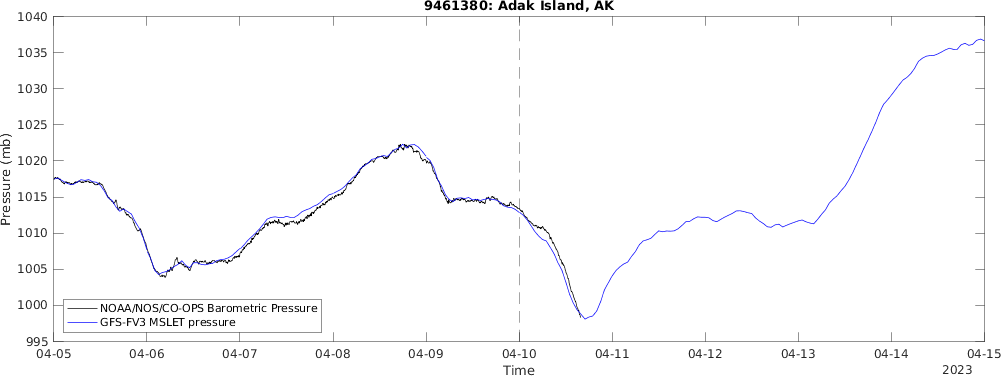 9461380: Adak Island, AK
1040
1035
1030
1025
1020
1015
1010
1005
1000
995
Pressure (mb)
NOAA/NOS/CO-OPS Barometric Pressure
GFS-FV3 MSLET pressure
04-05 04-06 04-07 04-08 04-09 04-10 04-11 04-12 04-13 04-14 04-15
Time
2023